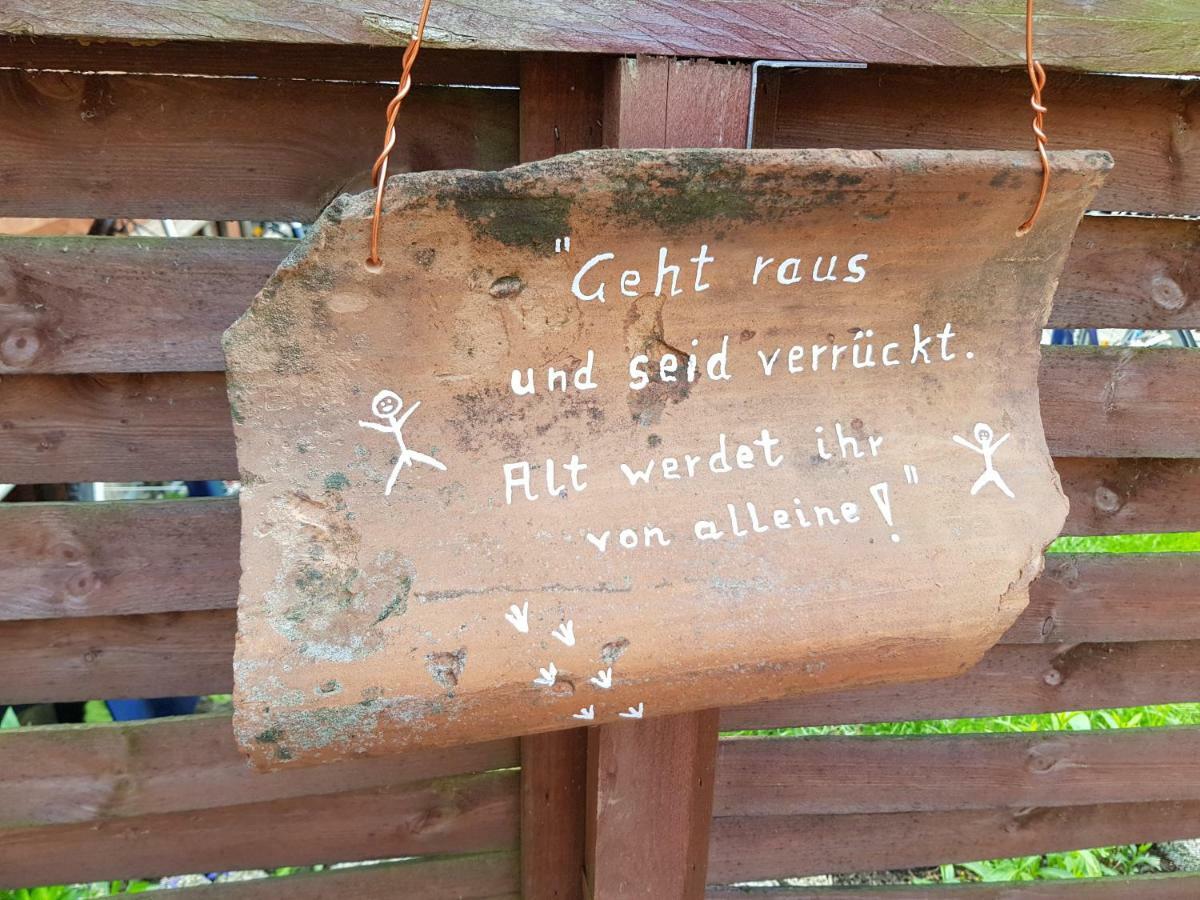 "Geht raus
und seid verrückt.
Alt werdet ihr
von alleine!"